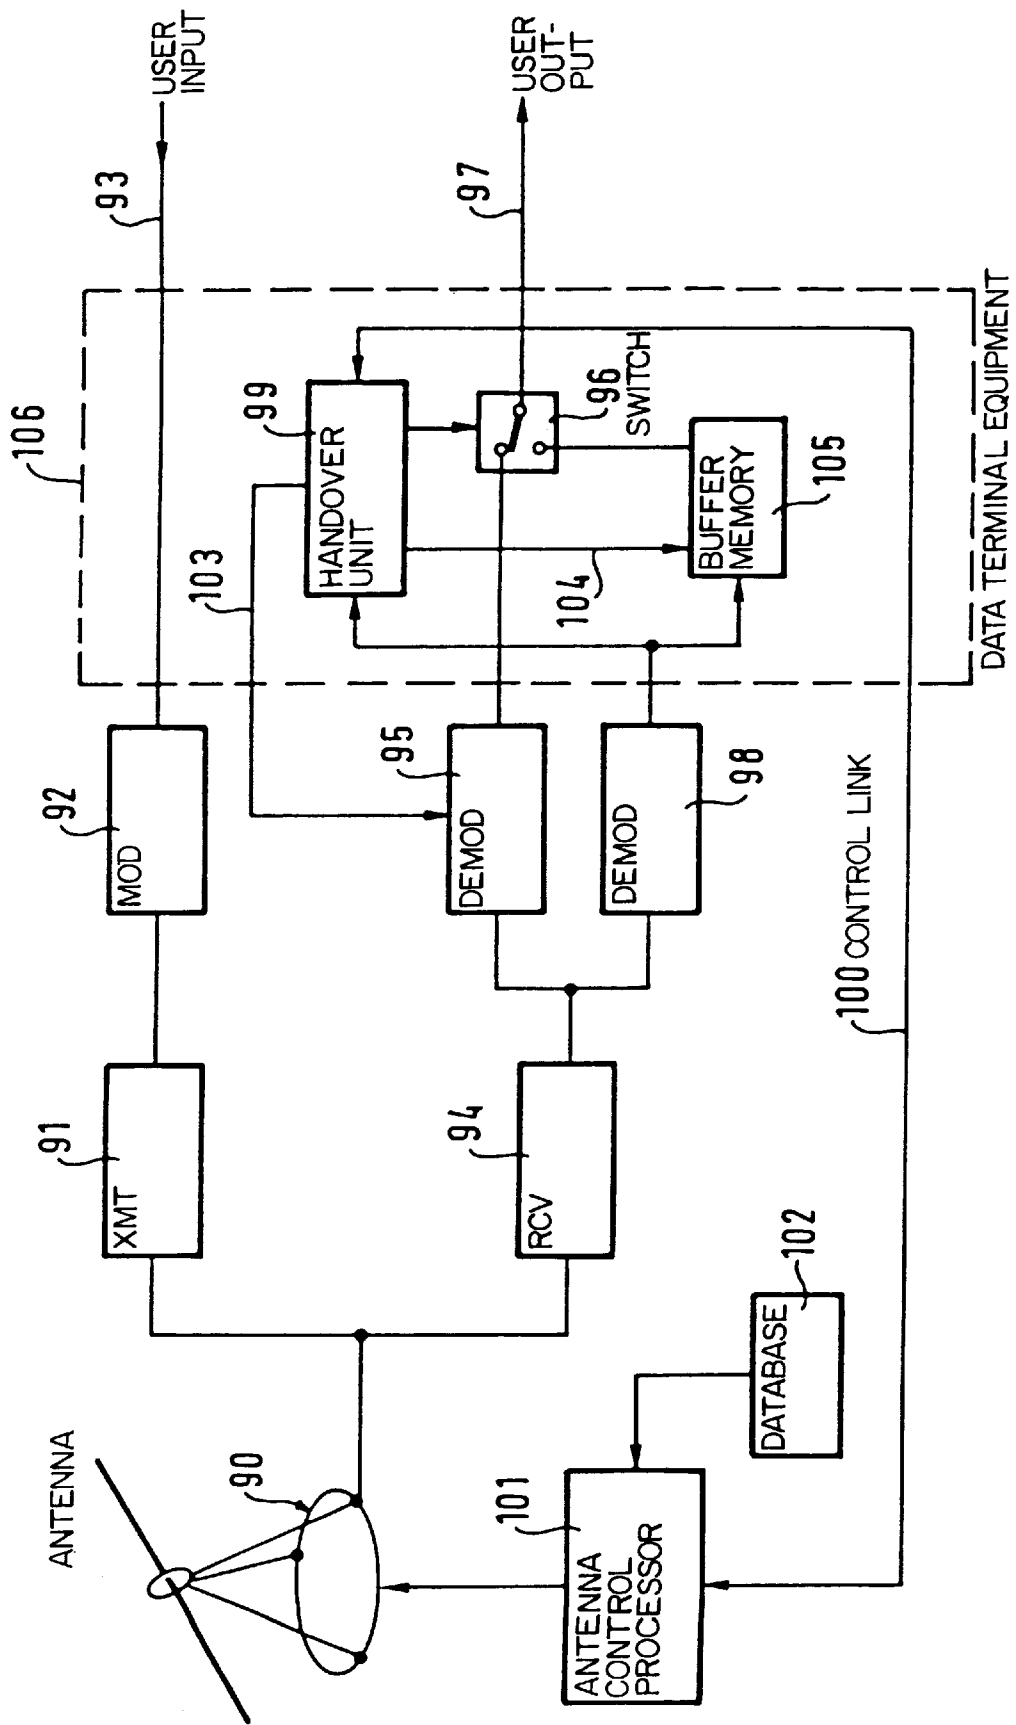 ANTENNA
90
91
XMT
92
MOD
93
USER
INPUT
106
103
99
HANDOVER
UNIT
94
RCV
95
DEMOD
98
DEMOD
96
SWITCH
97
USER
OUT-
PUT
104
BUFFER
MEMORY
105
101
ANTENNA
CONTROL
PROCESSOR
102
DATABASE
100 CONTROL LINK
DATA TERMINAL EQUIPMENT